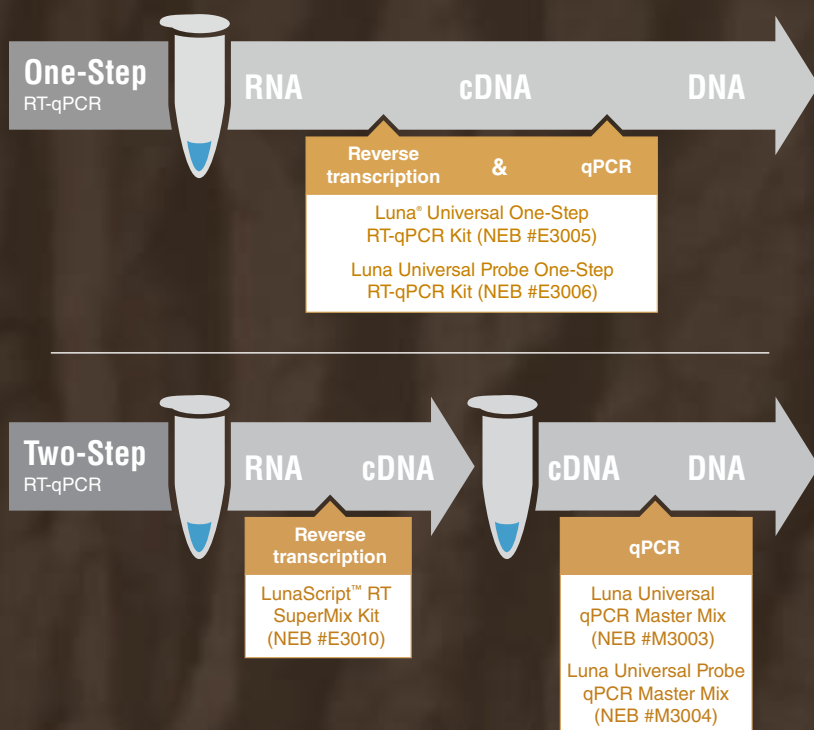 One-Step
RT-qPCR
RNA
cDNA
DNA
Reverse
transcription
&
qPCR
Luna® Universal One-Step
RT-qPCR Kit (NEB #E3005)
Luna Universal Probe One-Step
RT-qPCR Kit (NEB #E3006)
Two-Step
RT-qPCR
RNA
cDNA
cDNA
DNA
Reverse
transcription
LunaScript™ RT
SuperMix Kit
(NEB #E3010)
qPCR
Luna Universal
qPCR Master Mix
(NEB #M3003)
Luna Universal Probe
qPCR Master Mix
(NEB #M3004)